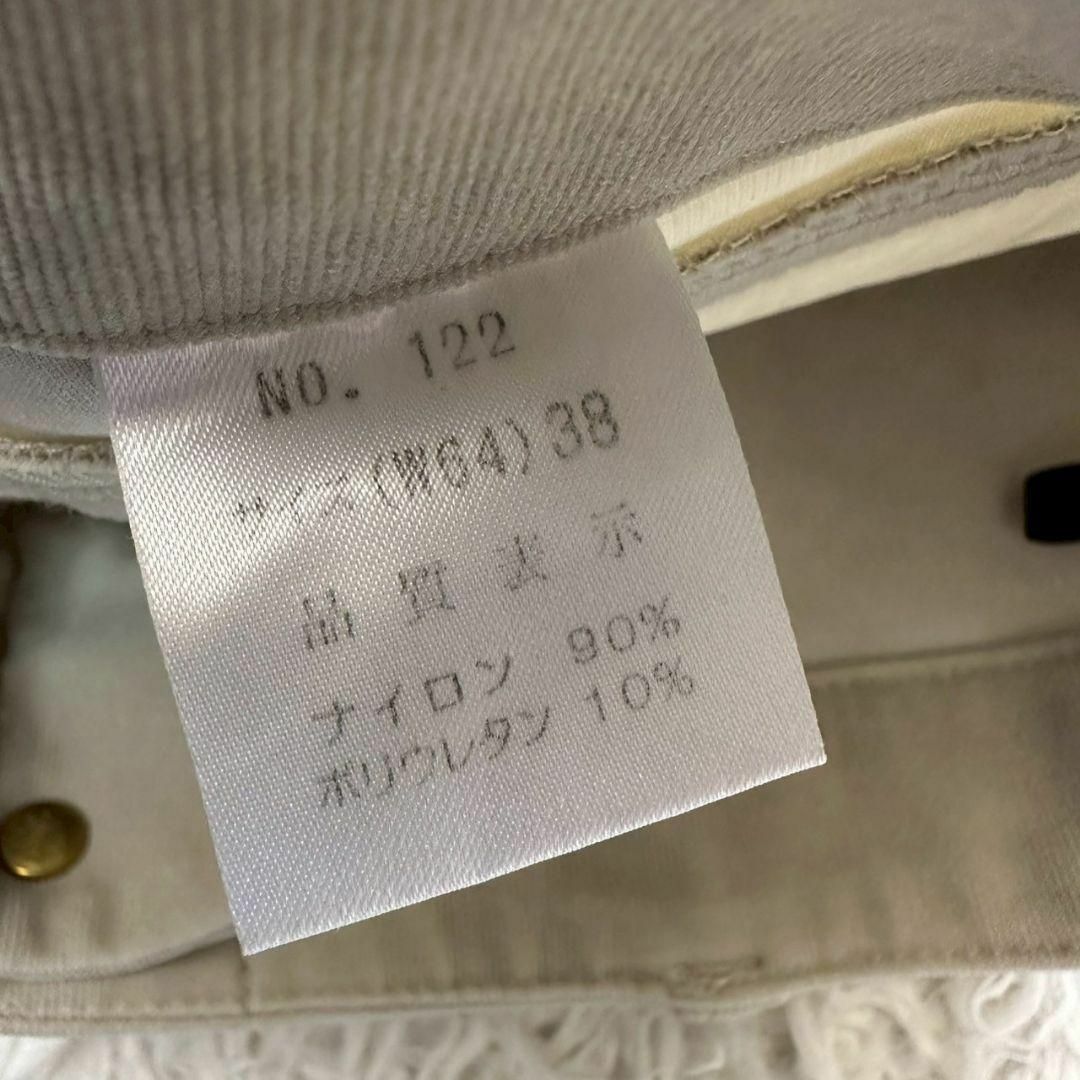 NO. 122
サイズ(W64)38
品質表示
ナイロン 90%
ポリウレタン 10%